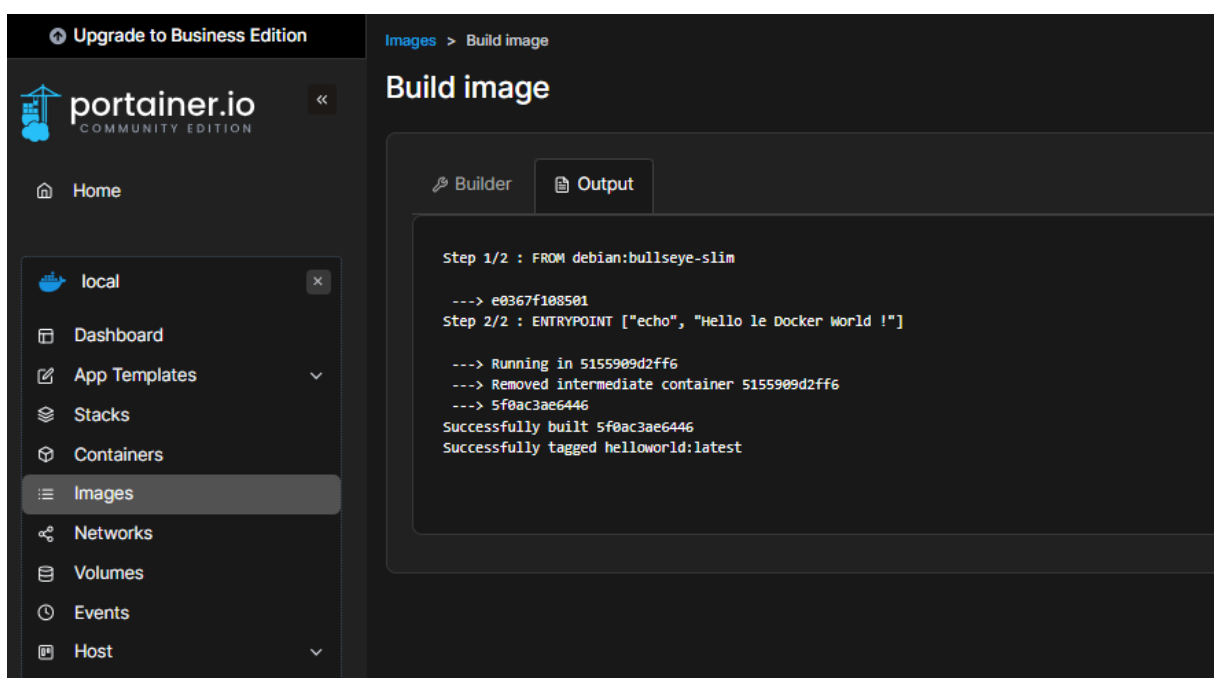 Upgrade to Business Edition
portainer.io
COMMUNITY EDITION
«
Home
local
×
Dashboard
App Templates
Stacks
Containers
Images
Networks
Volumes
Events
Host
Images > Build image
Build image
Builder
Output
Step 1/2 : FROM debian:bullseye-slim
---> e0367f108501
Step 2/2 : ENTRYPOINT ["echo", "Hello le Docker World !"]
---> Running in 5155909d2ff6
---> Removed intermediate container 5155909d2ff6
---> 5f0ac3ae6446
Successfully built 5f0ac3ae6446
Successfully tagged helloworld:latest